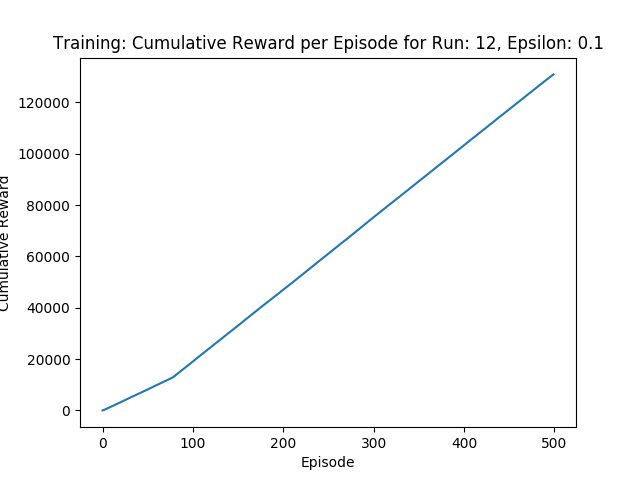 Training: Cumulative Reward per Episode for Run: 12, Epsilon: 0.1
120000
100000
80000
60000
40000
20000
0
Cumulative Reward
0 100 200 300 400 500
Episode